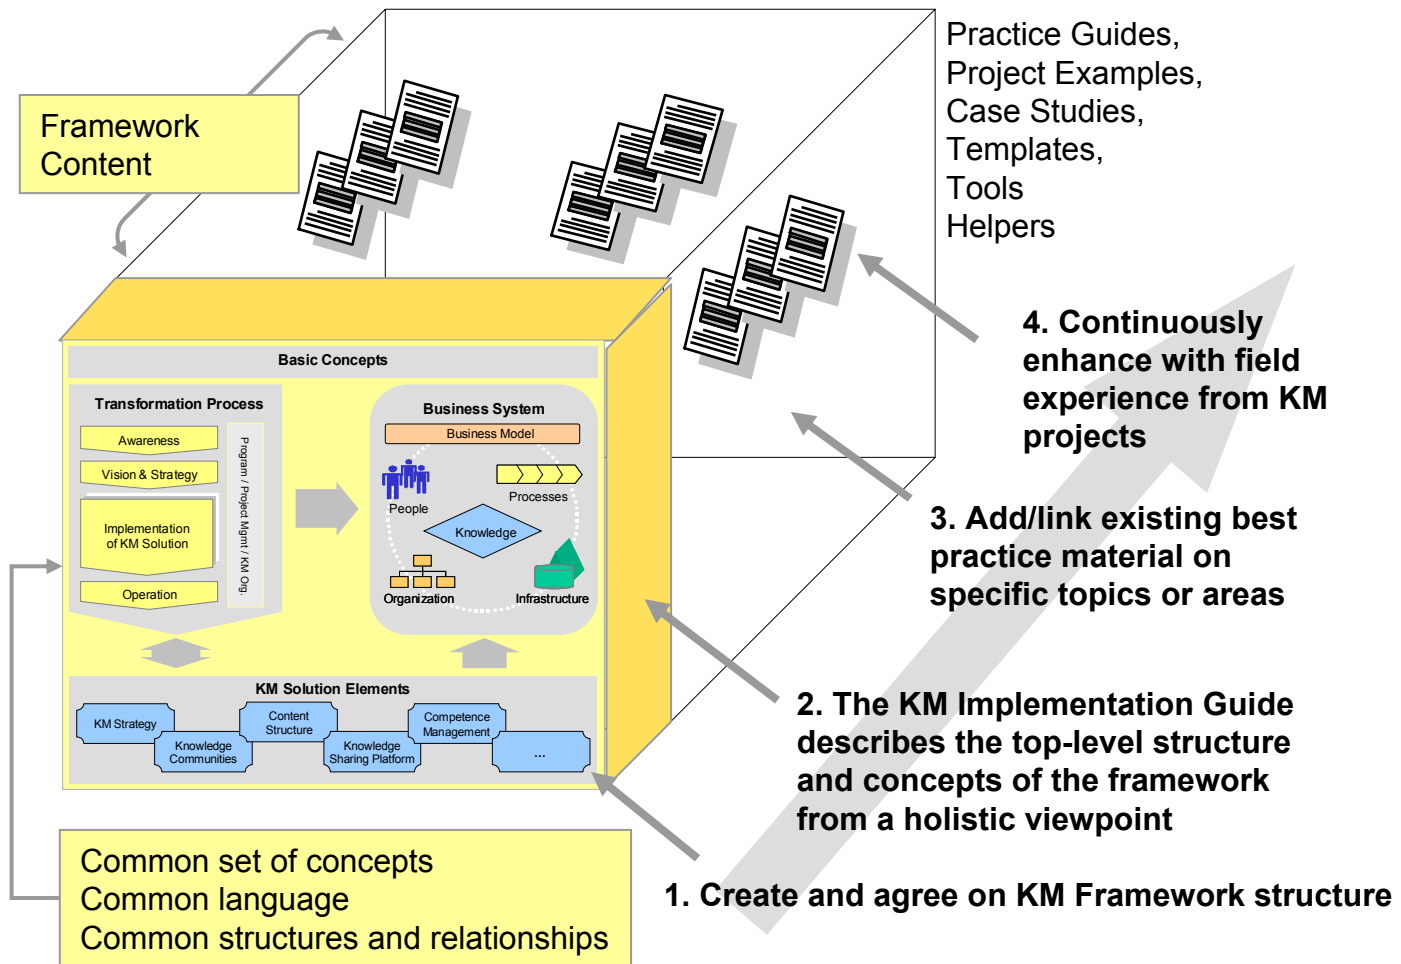 Practice Guides,
Project Examples,
Case Studies,
Templates,
Tools
Helpers
Framework
Content
4. Continuously
enhance with field
experience from KM
projects
Basic Concepts
Transformation Process
Awareness
Vision & Strategy
Implementation
of KM Solution
Operation
Program / Project Mgmt / KM Org.
Business System
Business Model
People
Processes
Knowledge
Organization
Infrastructure
3. Add/link existing best
practice material on
specific topics or areas
KM Solution Elements
KM Strategy
Knowledge
Communities
Content
Structure
Knowledge
Sharing Platform
Competence
Management
...
2. The KM Implementation Guide
describes the top-level structure
and concepts of the framework
from a holistic viewpoint
1. Create and agree on KM Framework structure
Common set of concepts
Common language
Common structures and relationships